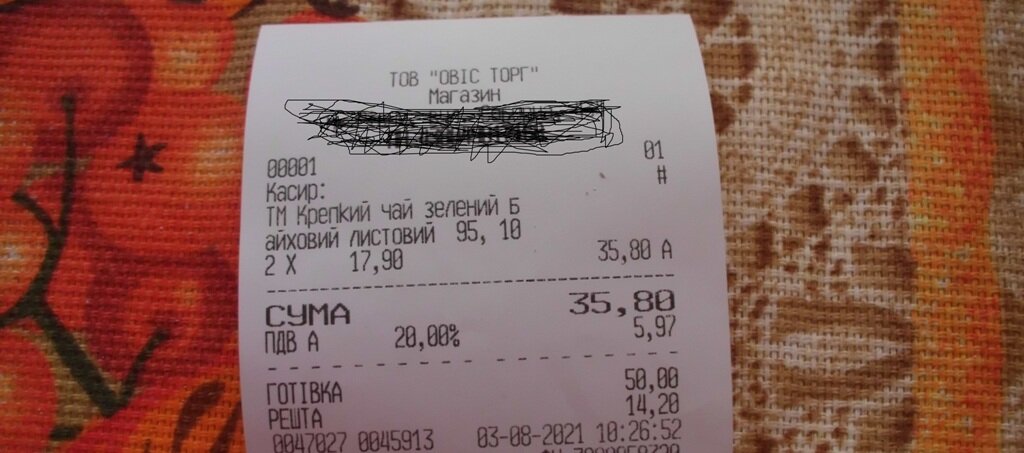 ТОВ "ОВІС ТОРГ"
Магазин
00001 01
Касир: #
ТМ Крепкий чай зелений Б
айховий листовий 95, 10
2 X 17,90 35,80 А
СУМА 35,80
ПДВ А 20,00% 5,97
ГОТІВКА 50,00
РЕШТА 14,20
0047027 0045913 03-08-2021 10:26:52